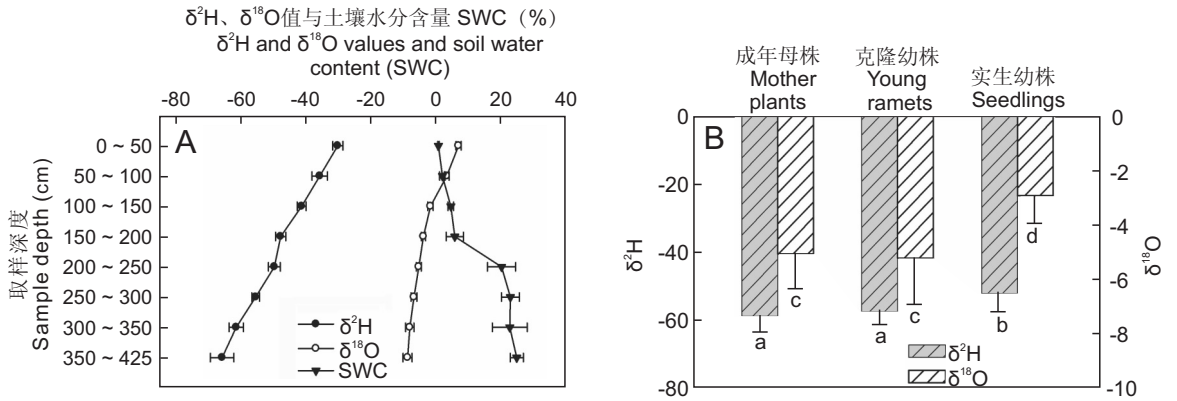 δ²H、δ¹⁸O值与土壤水分含量 SWC（%）
δ²H and δ¹⁸O values and soil water
content (SWC)
-80 -60 -40 -20 0 20 40
A
取样深度
Sample depth (cm)
0 ~ 50
50 ~ 100
100 ~ 150
150 ~ 200
200 ~ 250
250 ~ 300
300 ~ 350
350 ~ 425
δ²H
δ¹⁸O
SWC
成年母株
Mother
plants
克隆幼株
Young
ramets
实生幼株
Seedlings
B
δ²H
0
-20
-40
-60
-80
a
c
a
c
b
d
δ²H
δ¹⁸O
0
-2
-4
-6
-8
-10
δ¹⁸O